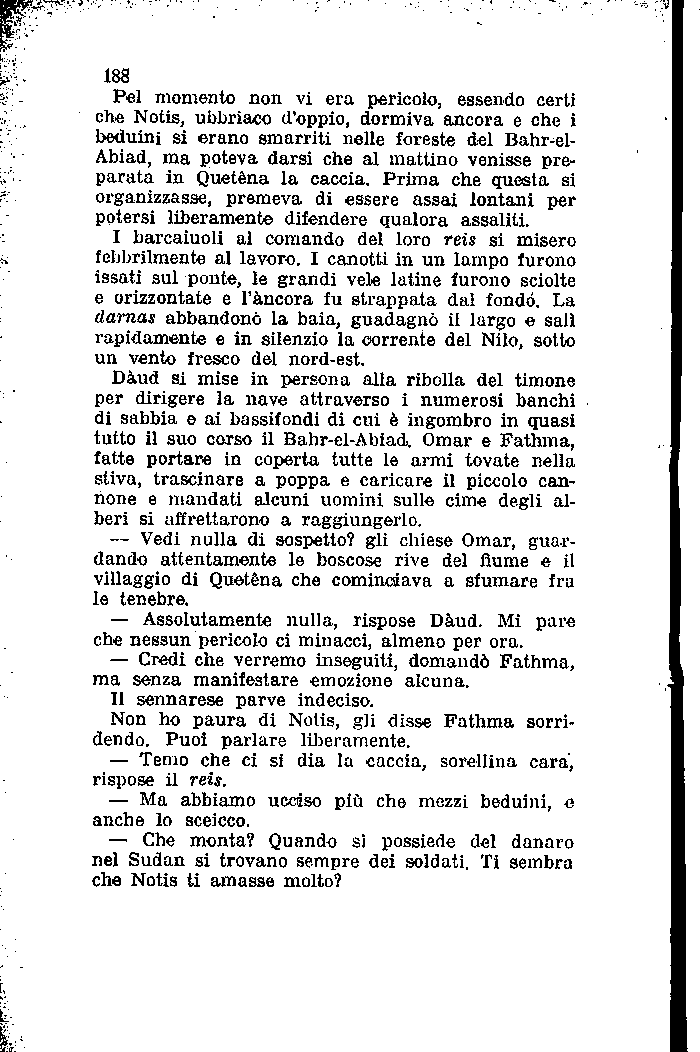 188
Pel momento non vi era pericolo, essendo certi
che Notis, ubbriaco d'oppio, dormiva ancora e che i
beduini si erano smarriti nelle foreste del Bahr-el-
Abiad, ma poteva darsi che al mattino venisse pre-
parata in Quetêna la caccia. Prima che questa si
organizzasse, premeva di essere assai lontani per
potersi liberamente difendere qualora assaliti.
I barcaiuoli al comando del loro reis si misero
febbrilmente al lavoro. I canotti in un lampo furono
issati sul ponte, le grandi vele latine furono sciolte
e orizzontate e l'àncora fu strappata dal fondó. La
darnas abbandonò la baia, guadagnò il largo e salì
rapidamente e in silenzio la corrente del Nilo, sotto
un vento fresco del nord-est.
Dàud si mise in persona alla ribolla del timone
per dirigere la nave attraverso i numerosi banchi
di sabbia e ai bassifondi di cui è ingombro in quasi
tutto il suo corso il Bahr-el-Abiad. Omar e Fathma,
fatte portare in coperta tutte le armi tovate nella
stiva, trascinare a poppa e caricare il piccolo can-
none e mandati alcuni uomini sulle cime degli al-
beri si affrettarono a raggiungerlo.
— Vedi nulla di sospetto? gli chiese Omar, guar-
dando attentamente le boscose rive del fiume e il
villaggio di Quetêna che cominciava a sfumare fra
le tenebre.
— Assolutamente nulla, rispose Dàud. Mi pare
che nessun pericolo ci minacci, almeno per ora.
— Credi che verremo inseguiti, domandò Fathma,
ma senza manifestare emozione alcuna.
Il sennarese parve indeciso.
Non ho paura di Notis, gli disse Fathma sorri-
dendo. Puoi parlare liberamente.
— Temo che ci si dia la caccia, sorellina cara,
rispose il reis.
— Ma abbiamo ucciso più che mezzi beduini, e
anche lo sceicco.
— Che monta? Quando si possiede del danaro
nel Sudan si trovano sempre dei soldati. Ti sembra
che Notis ti amasse molto?